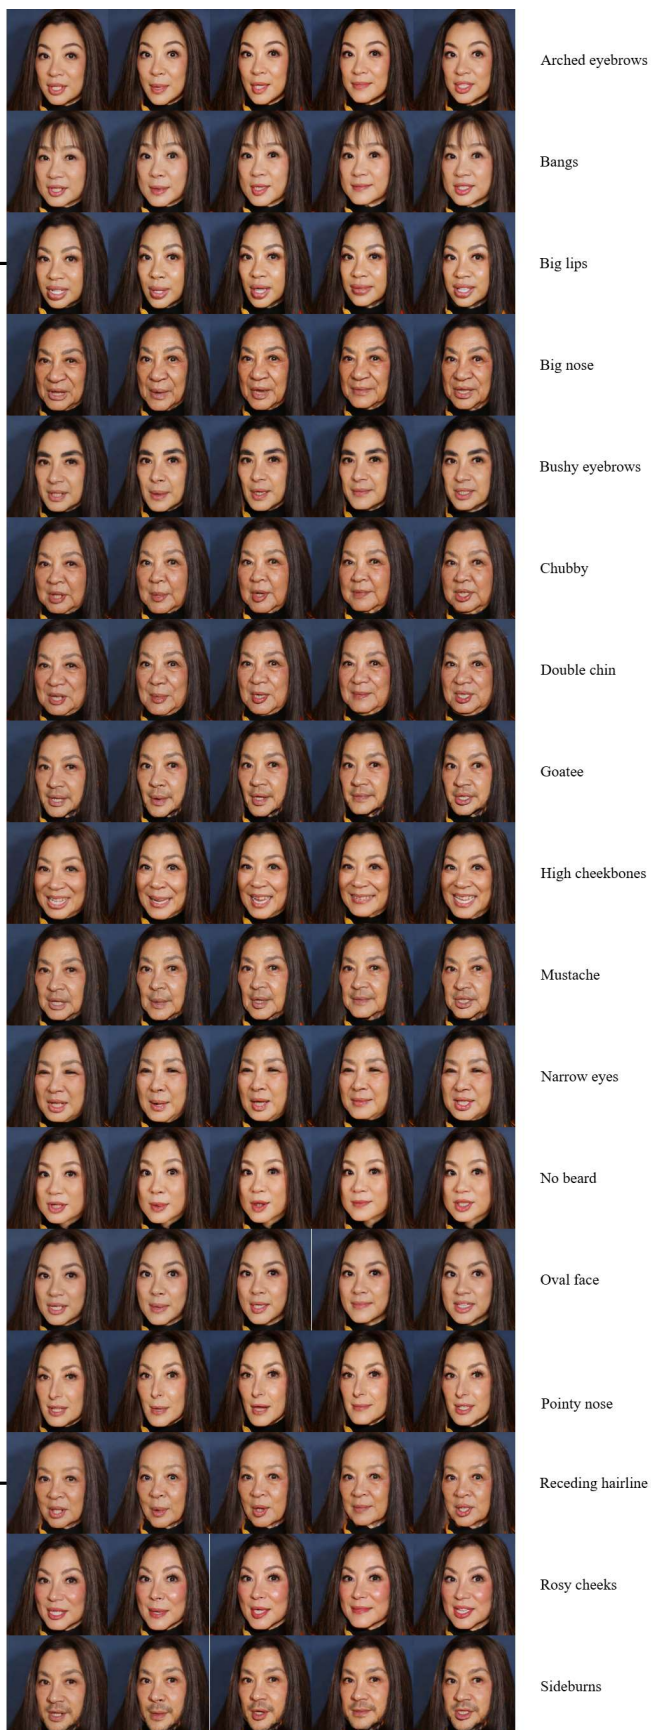 Arched eyebrows
Bangs
Big lips
Big nose
Bushy eyebrows
Chubby
Double chin
Goatee
High cheekbones
Mustache
Narrow eyes
No beard
Oval face
Pointy nose
Receding hairline
Rosy cheeks
Sideburns